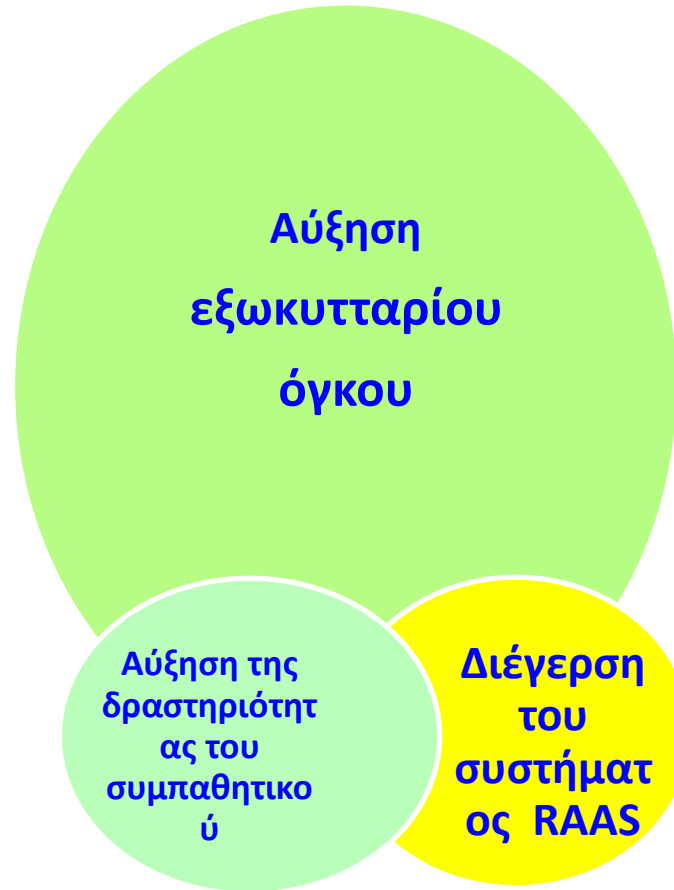 Αύξηση
εξωκυτταρίου
όγκου
Αύξηση της
δραστηριότητ
ας του
συμπαθητικο
ύ
Διέγερση
του
συστήματ
ος RAAS